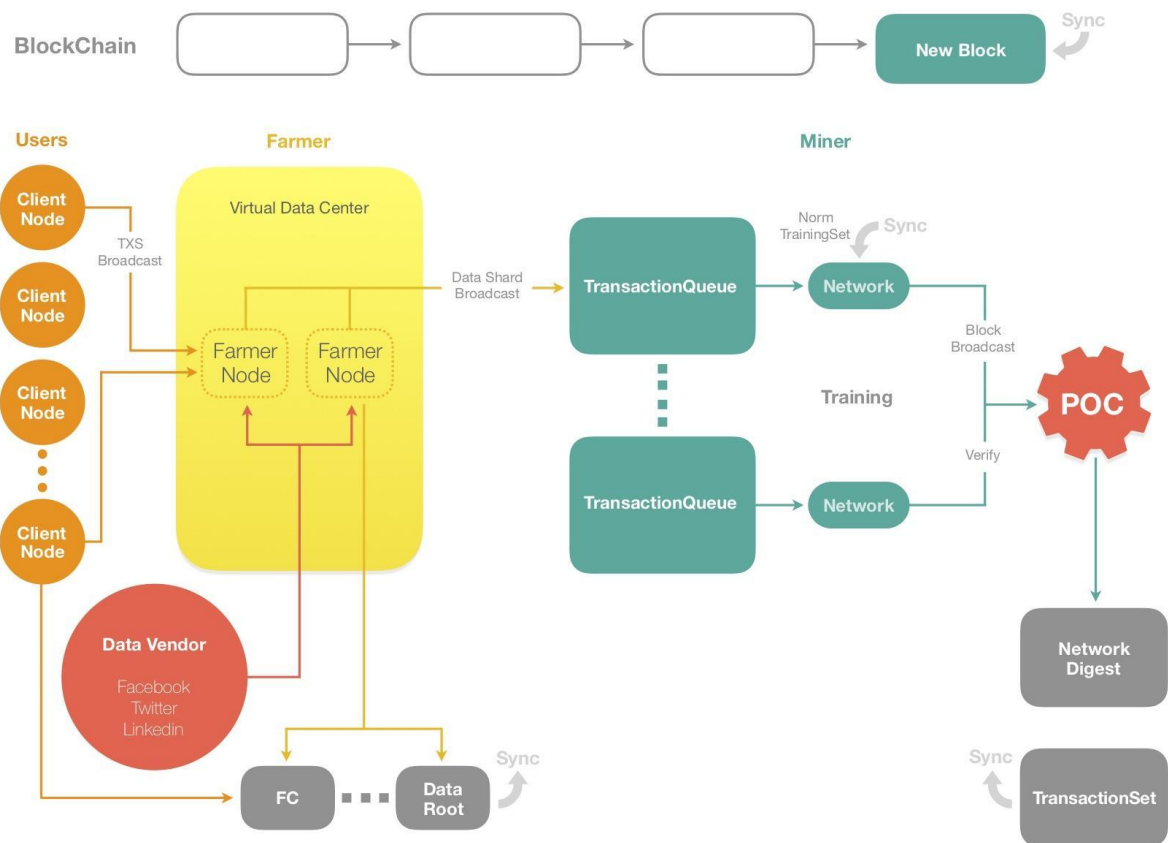 BlockChain
New Block
Sync
Users
Farmer
Miner
Client
Node
TXS
Broadcast
Client
Node
Client
Node
Client
Node
Virtual Data Center
Farmer
Node
Farmer
Node
Data Shard
Broadcast
TransactionQueue
TransactionQueue
Norm
TrainingSet
Sync
Network
Training
Network
Block
Broadcast
Verify
POC
Data Vendor
Facebook
Twitter
Linkedin
FC
Data
Root
Sync
Network
Digest
Sync
TransactionSet